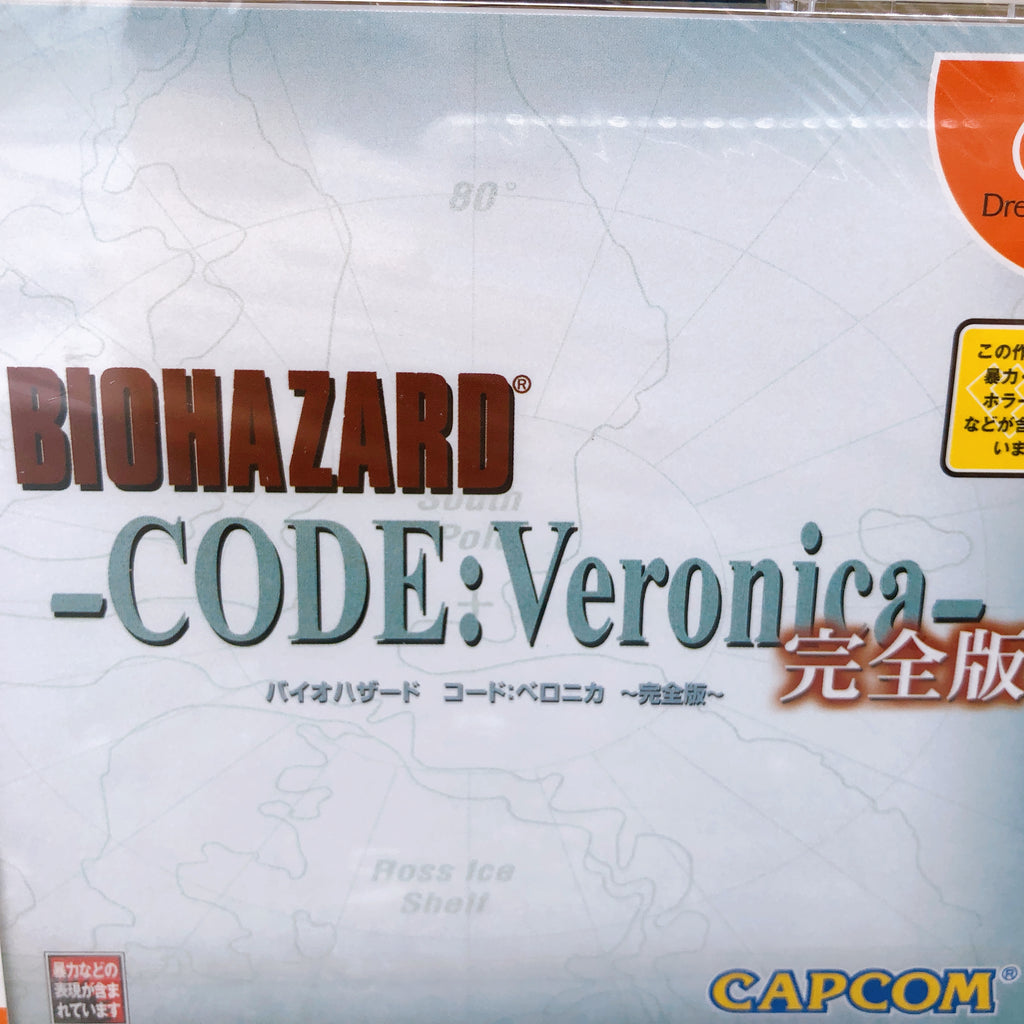 80°
Dre
この作
暴力・
ホラー
などが含
いま
BIOHAZARD®
South
Pole
-CODE:Veronica-
完全版
バイオハザード コード:ベロニカ ~完全版~
Ross Ice
Shelf
暴力などの
表現が含ま
れています
CAPCOM®